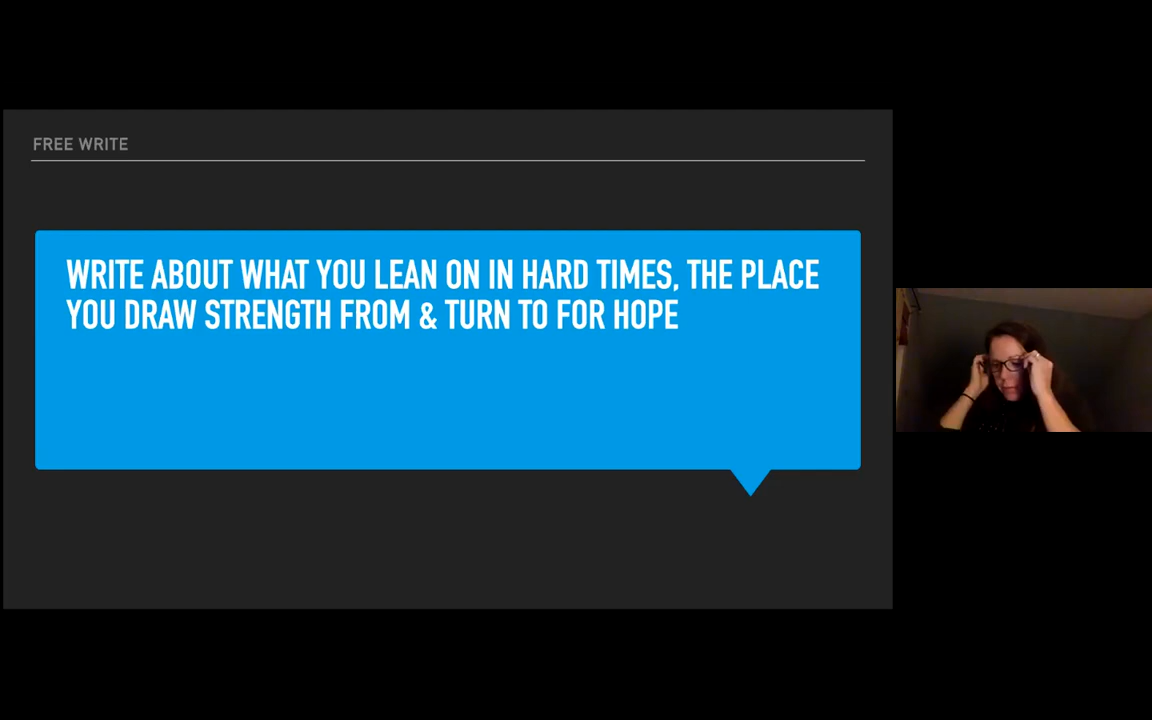 FREE WRITE
WRITE ABOUT WHAT YOU LEAN ON IN HARD TIMES, THE PLACE
YOU DRAW STRENGTH FROM & TURN TO FOR HOPE